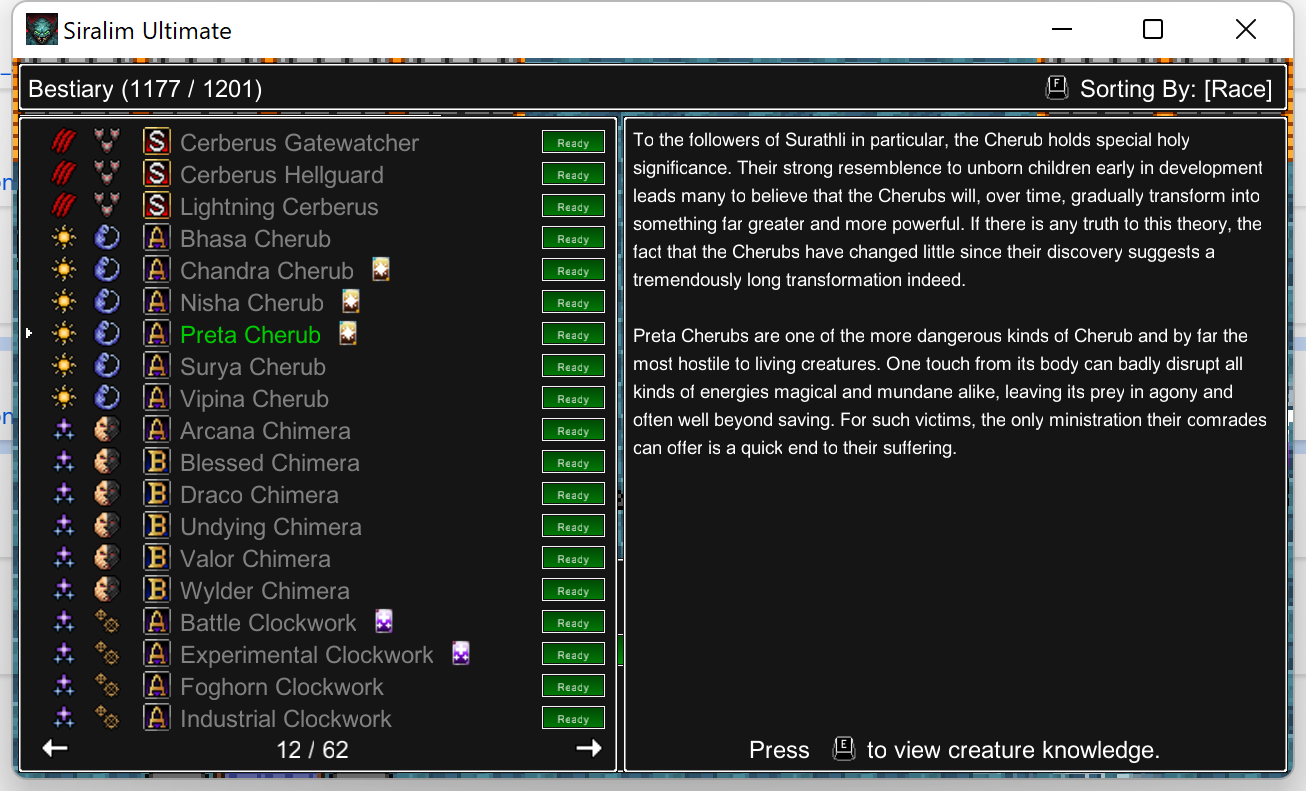 Siralim Ultimate
Bestiary (1177 / 1201)
F Sorting By: [Race]
S Cerberus Gatewatcher Ready
S Cerberus Hellguard Ready
S Lightning Cerberus Ready
A Bhasa Cherub Ready
A Chandra Cherub Ready
A Nisha Cherub Ready
A Preta Cherub Ready
A Surya Cherub Ready
A Vipina Cherub Ready
A Arcana Chimera Ready
B Blessed Chimera Ready
B Draco Chimera Ready
B Undying Chimera Ready
B Valor Chimera Ready
B Wylder Chimera Ready
A Battle Clockwork Ready
A Experimental Clockwork Ready
A Foghorn Clockwork Ready
A Industrial Clockwork Ready
12 / 62
To the followers of Surathli in particular, the Cherub holds special holy
significance. Their strong resemblence to unborn children early in development
leads many to believe that the Cherubs will, over time, gradually transform into
something far greater and more powerful. If there is any truth to this theory, the
fact that the Cherubs have changed little since their discovery suggests a
tremendously long transformation indeed.
Preta Cherubs are one of the more dangerous kinds of Cherub and by far the
most hostile to living creatures. One touch from its body can badly disrupt all
kinds of energies magical and mundane alike, leaving its prey in agony and
often well beyond saving. For such victims, the only ministration their comrades
can offer is a quick end to their suffering.
Press E to view creature knowledge.